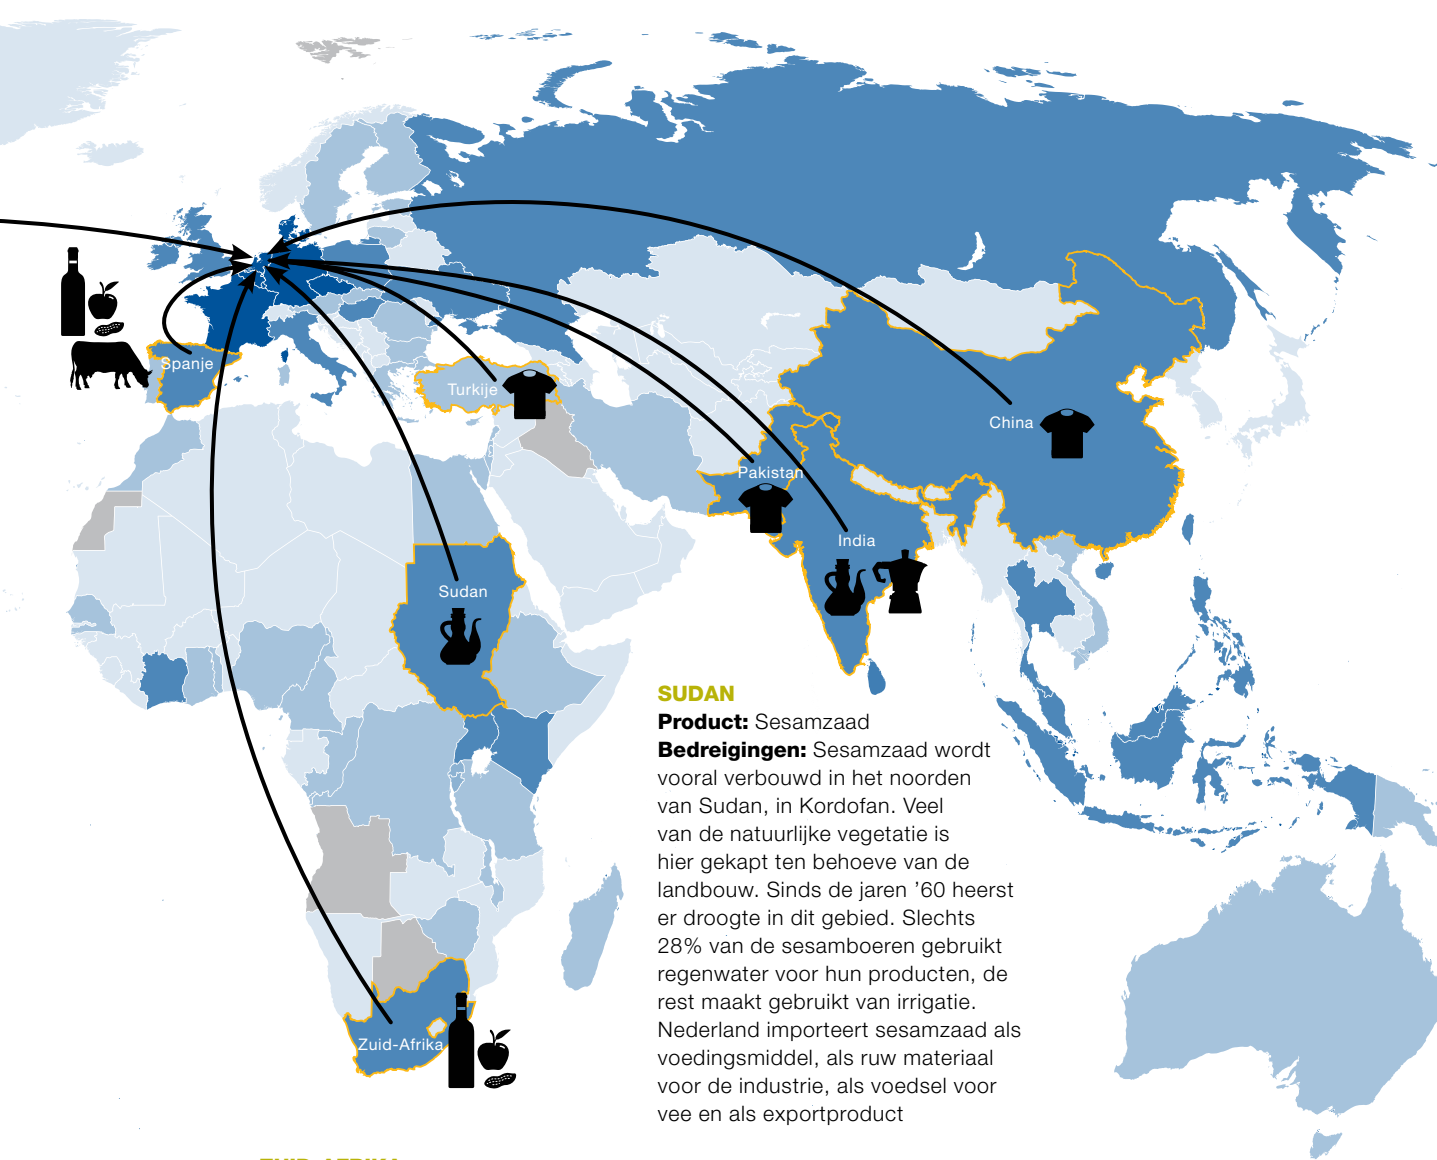 Spanje
Turkije
China
Pakistan
India
Sudan
Zuid-Afrika
SUDAN
Product: Sesamzaad
Bedreigingen: Sesamzaad wordt
vooral verbouwd in het noorden
van Sudan, in Kordofan. Veel
van de natuurlijke vegetatie is
hier gekapt ten behoeve van de
landbouw. Sinds de jaren ’60 heerst
er droogte in dit gebied. Slechts
28% van de sesamboeren gebruikt
regenwater voor hun producten, de
rest maakt gebruikt van irrigatie.
Nederland importeert sesamzaad als
voedingsmiddel, als ruw materiaal
voor de industrie, als voedsel voor
vee en als exportproduct